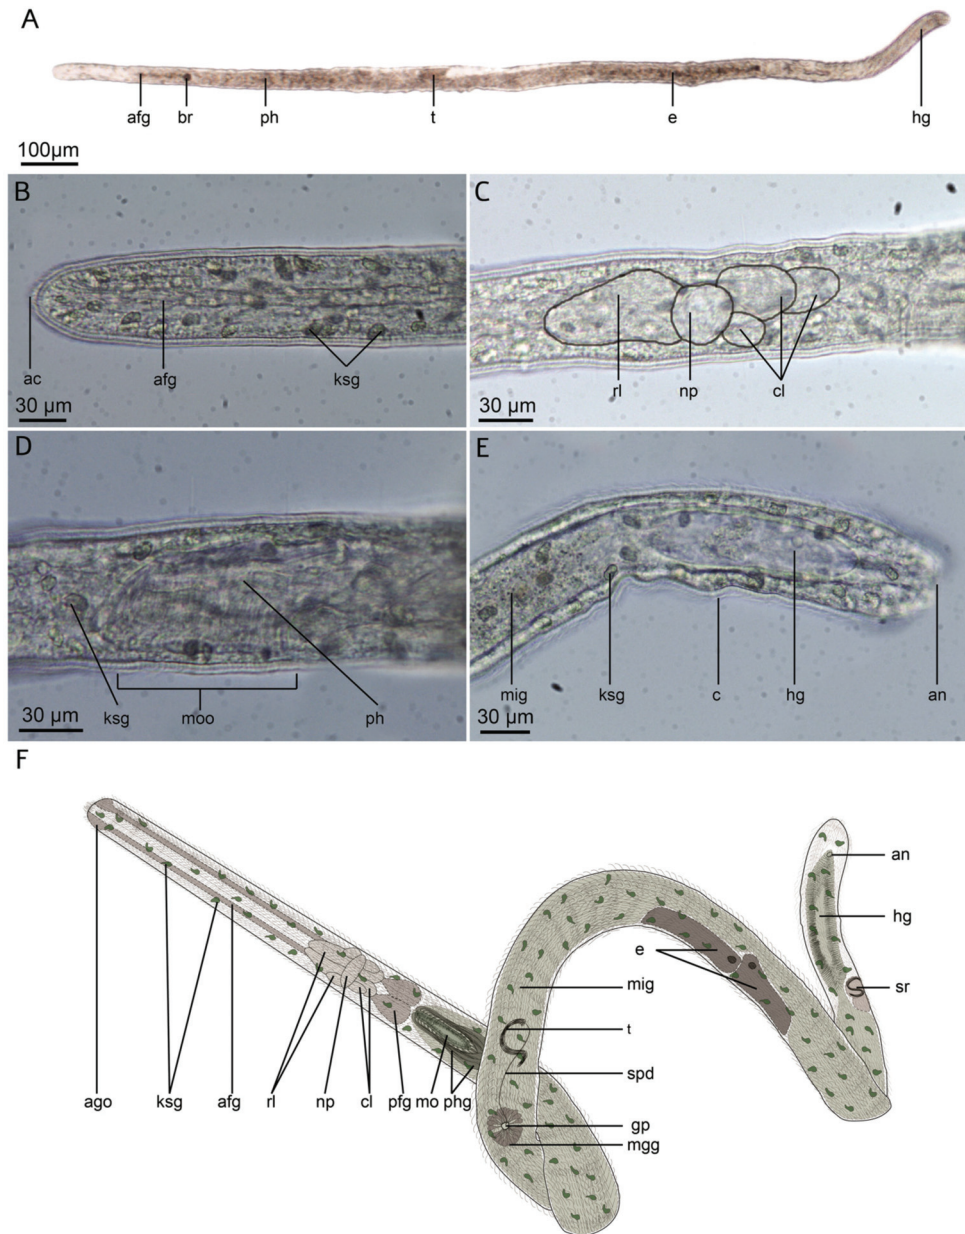 A
afg br ph t e hg
100µm
B
ac afg ksg
30 µm
C
rl np cl
30 µm
D
ksg moo ph
30 µm
E
mig ksg c hg an
30 µm
F
an
hg
e
mig
sr
t
ago ksg afg rl np cl pfg mo phg
spd
gp
mgg